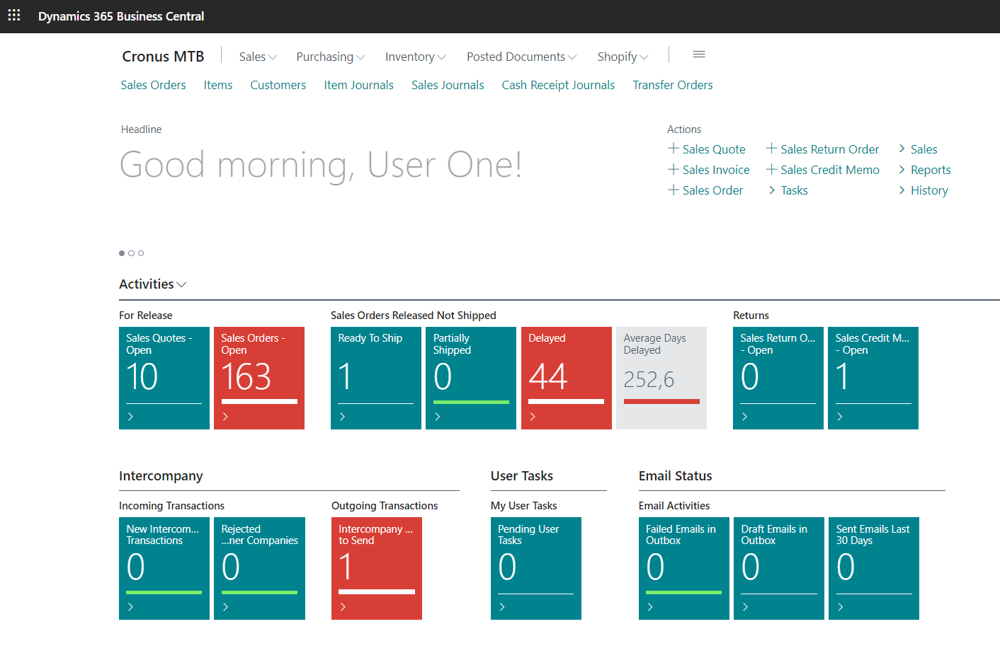 Dynamics 365 Business Central
Cronus MTB Sales Purchasing Inventory Posted Documents Shopify
Sales Orders Items Customers Item Journals Sales Journals Cash Receipt Journals Transfer Orders
Headline
Good morning, User One!
Actions
Sales Quote Sales Return Order Sales
Sales Invoice Sales Credit Memo Reports
Sales Order Tasks History
Activities
For Release
Sales Quotes -
Open
10
Sales Orders -
Open
163
Sales Orders Released Not Shipped
Ready To Ship
1
Partially
Shipped
0
Delayed
44
Average Days
Delayed
252,6
Returns
Sales Return O...
- Open
0
Sales Credit M...
- Open
1
Intercompany
Incoming Transactions
New Intercom...
Transactions
0
Rejected
...ner Companies
0
Outgoing Transactions
Intercompany ...
to Send
1
User Tasks
My User Tasks
Pending User
Tasks
0
Email Status
Email Activities
Failed Emails in
Outbox
0
Draft Emails in
Outbox
0
Sent Emails Last
30 Days
0